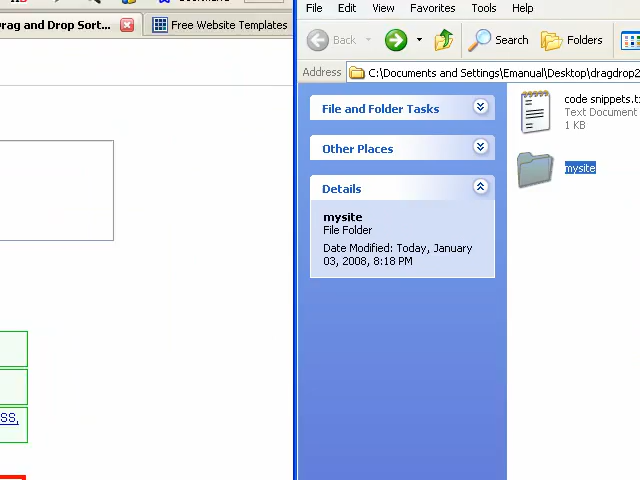 File Edit View Favorites Tools Help
rag and Drop Sort... Free Website Templates
Back Search Folders
Address C:\Documents and Settings\Emanual\Desktop\dragdrop2
File and Folder Tasks
code snippets.t
Text Document
1 KB
Other Places
mysite
Details
mysite
File Folder
Date Modified: Today, January
03, 2008, 8:18 PM
SS,